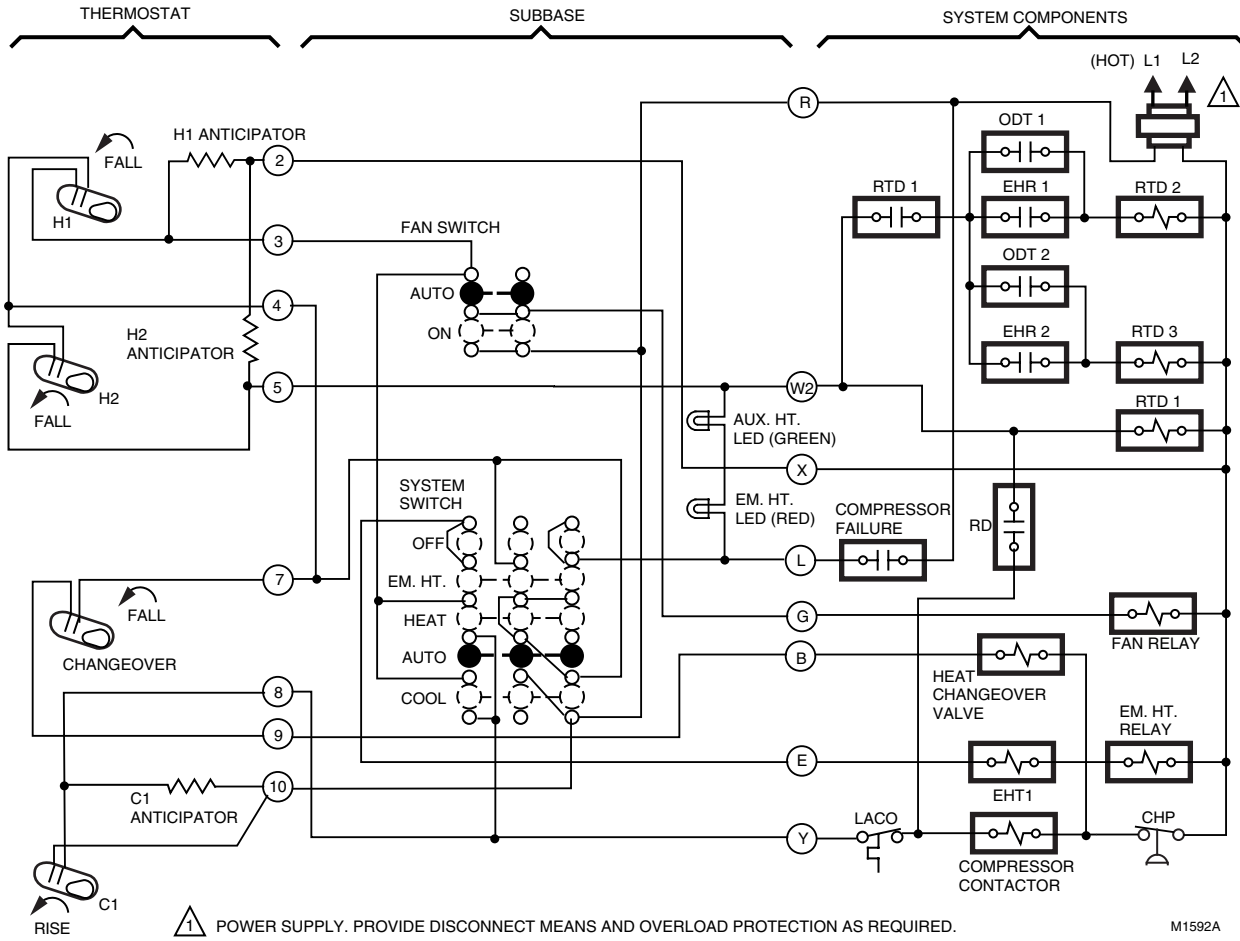 THERMOSTAT
SUBBASE
SYSTEM COMPONENTS
(HOT) L1 L2
1
R
ODT 1
H1 ANTICIPATOR
FALL
2
RTD 1
EHR 1
RTD 2
H1
3
FAN SWITCH
ODT 2
4
AUTO
ON
H2
ANTICIPATOR
EHR 2
RTD 3
5
W2
H2
FALL
RTD 1
AUX. HT.
LED (GREEN)
X
SYSTEM
SWITCH
EM. HT.
LED (RED)
COMPRESSOR
FAILURE
RD
OFF
L
7
EM. HT.
FALL
CHANGEOVER
HEAT
G
FAN RELAY
AUTO
B
HEAT
CHANGEOVER
VALVE
8
COOL
9
EM. HT.
RELAY
E
10
C1
ANTICIPATOR
EHT1
LACO
CHP
Y
COMPRESSOR
CONTACTOR
C1
RISE
1 POWER SUPPLY. PROVIDE DISCONNECT MEANS AND OVERLOAD PROTECTION AS REQUIRED.
M1592A